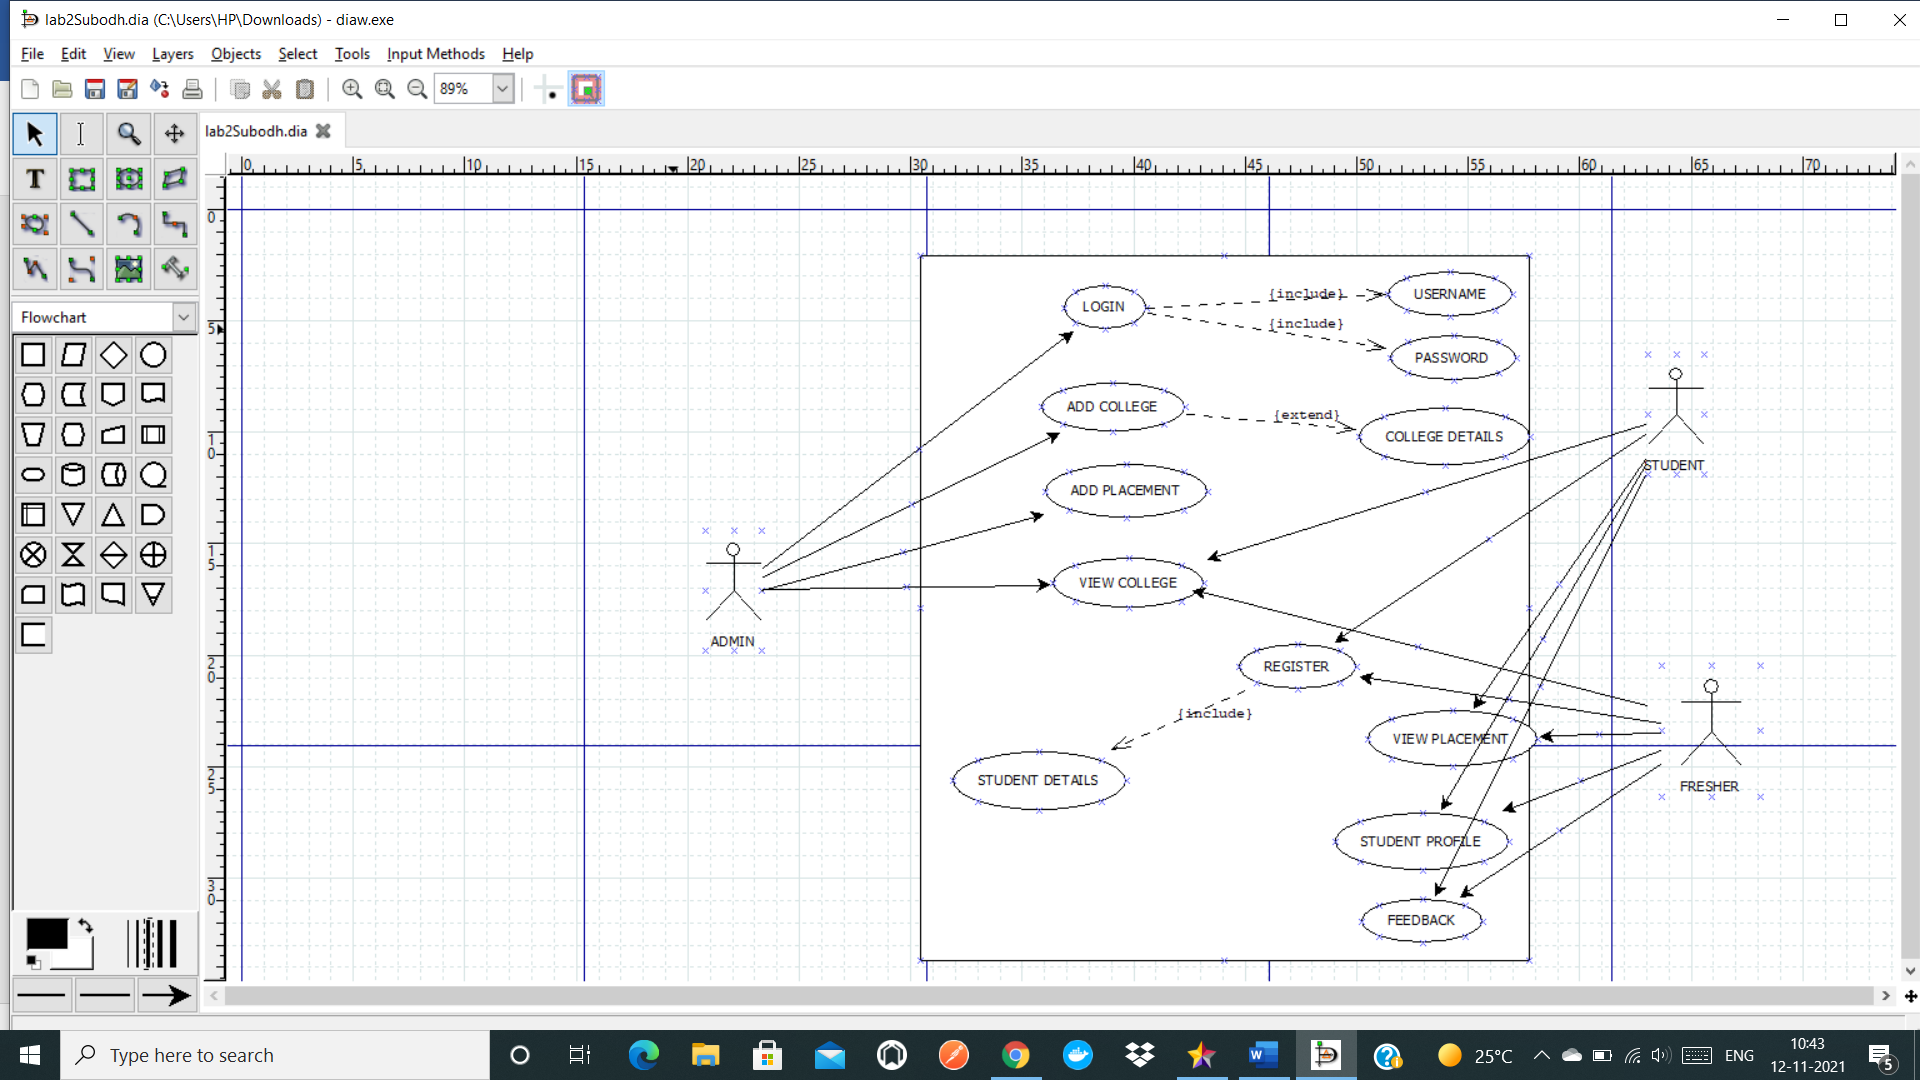 lab2Subodh.dia (C:\Users\HP\Downloads) - diaw.exe
File Edit View Layers Objects Select Tools Input Methods Help
89%
lab2Subodh.dia
0 5 10 15 20 25 30 35 40 45 50 55 60 65 70
T
Flowchart
0
5
10
15
20
25
30
LOGIN
{include}
USERNAME
{include}
PASSWORD
ADD COLLEGE
{extend}
COLLEGE DETAILS
STUDENT
ADD PLACEMENT
VIEW COLLEGE
ADMIN
REGISTER
{include}
VIEW PLACEMENT
STUDENT DETAILS
FRESHER
STUDENT PROFILE
FEEDBACK
Type here to search
25°C
ENG
10:43
12-11-2021
5